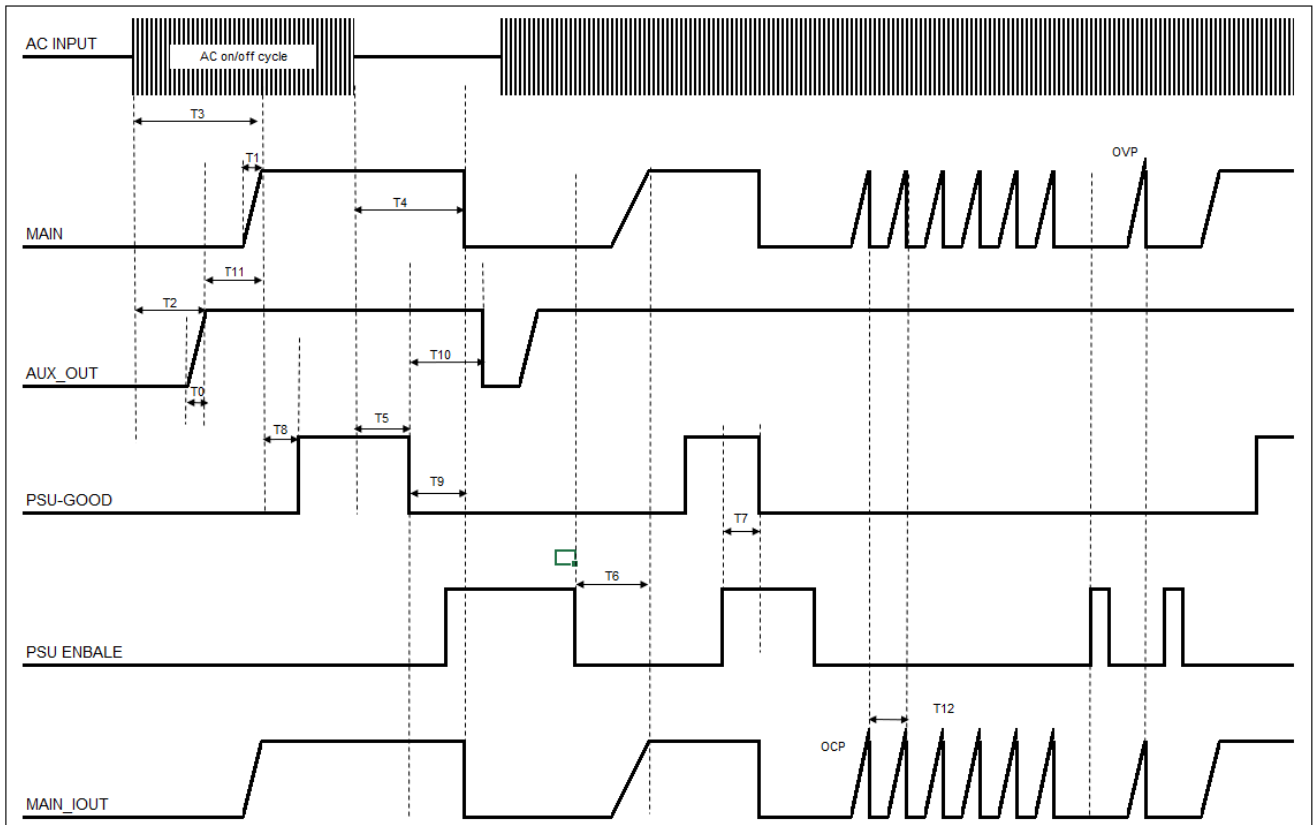 AC INPUT
AC on/off cycle
T3
T1
OVP
T4
MAIN
T11
T2
T10
AUX_OUT
T0
T5
T8
T9
PSU-GOOD
T7
T6
PSU ENBALE
T12
OCP
MAIN_IOUT